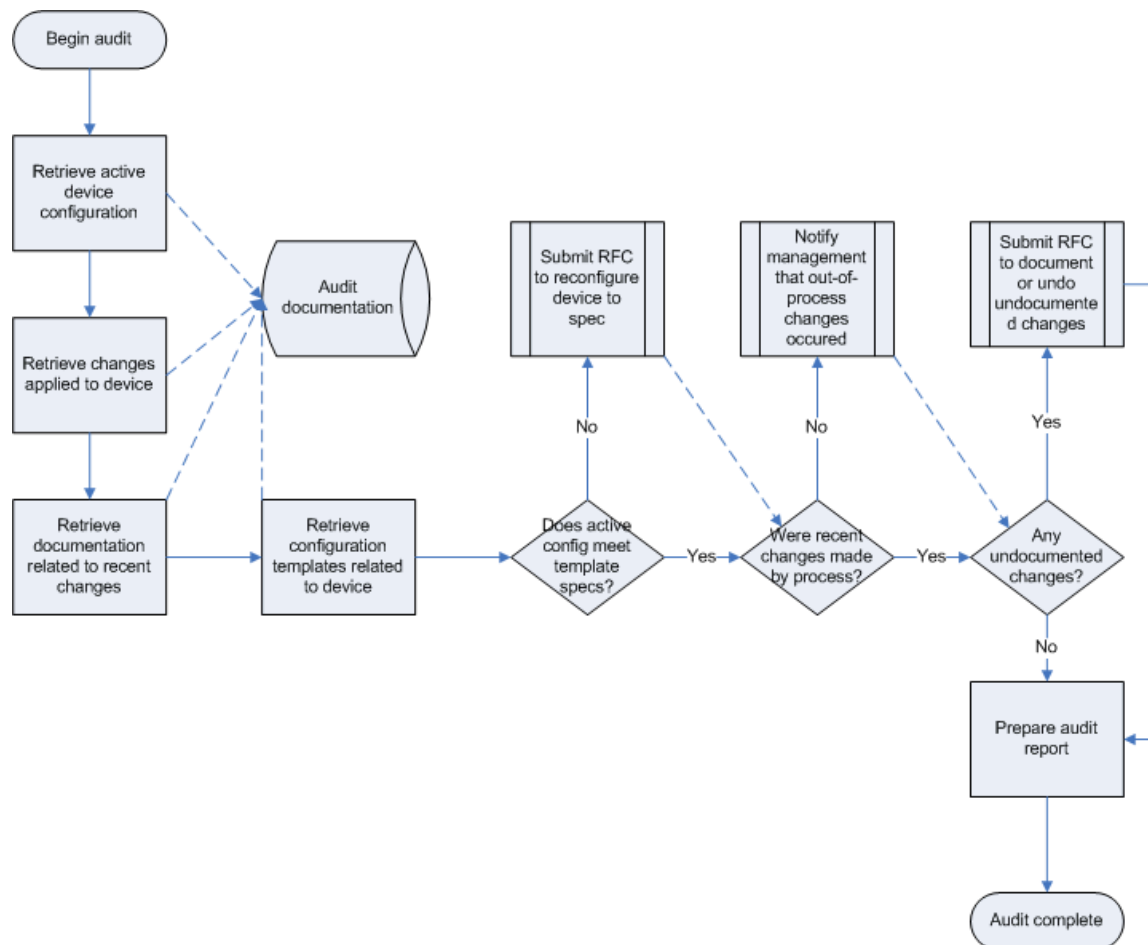 Begin audit
Retrieve active
device
configuration
Retrieve changes
applied to device
Retrieve
documentation
related to recent
changes
Audit
documentation
Retrieve
configuration
templates related
to device
Submit RFC
to reconfigure
device to
spec
No
Does active
config meet
template
specs?
Yes
Notify
management
that out-of-
process
changes
occured
No
Were recent
changes made
by process?
Yes
Submit RFC
to document
or undo
undocumente
d changes
Yes
Any
undocumented
changes?
No
Prepare audit
report
Audit complete